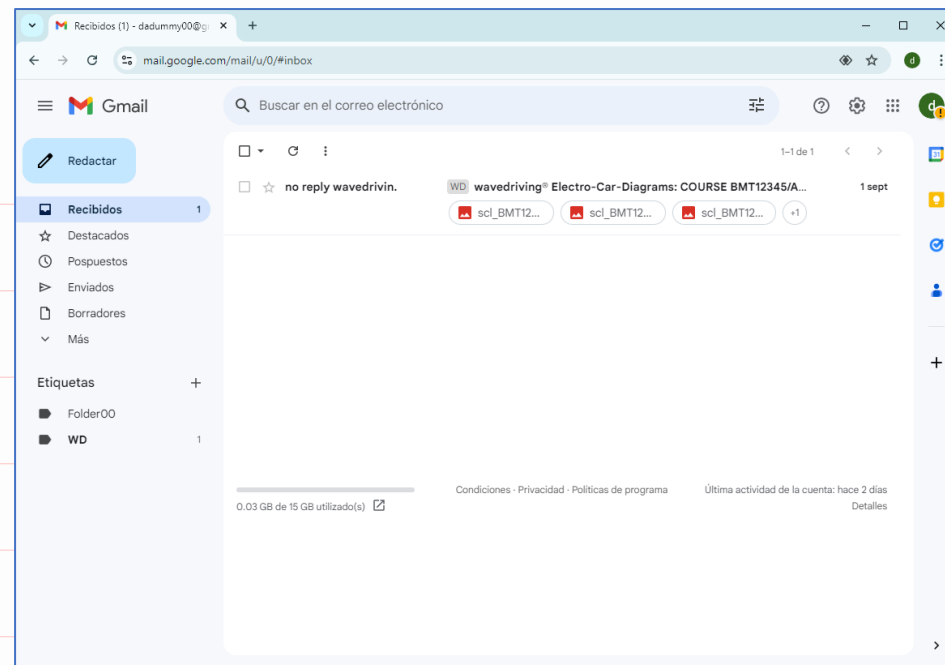 Recibidos (1) - dadummy00@g
mail.google.com/mail/u/0/#inbox
d
Gmail
Buscar en el correo electrónico
d
Redactar
1–1 de 1
31
no reply wavedrivin.
WD wavedriving® Electro-Car-Diagrams: COURSE BMT12345/A...
1 sept
scl_BMT12...
scl_BMT12...
scl_BMT12...
+1
Recibidos 1
Destacados
Pospuestos
Enviados
Borradores
Más
Etiquetas
Folder00
WD 1
0.03 GB de 15 GB utilizado(s)
Condiciones · Privacidad · Políticas de programa
Última actividad de la cuenta: hace 2 días
Detalles